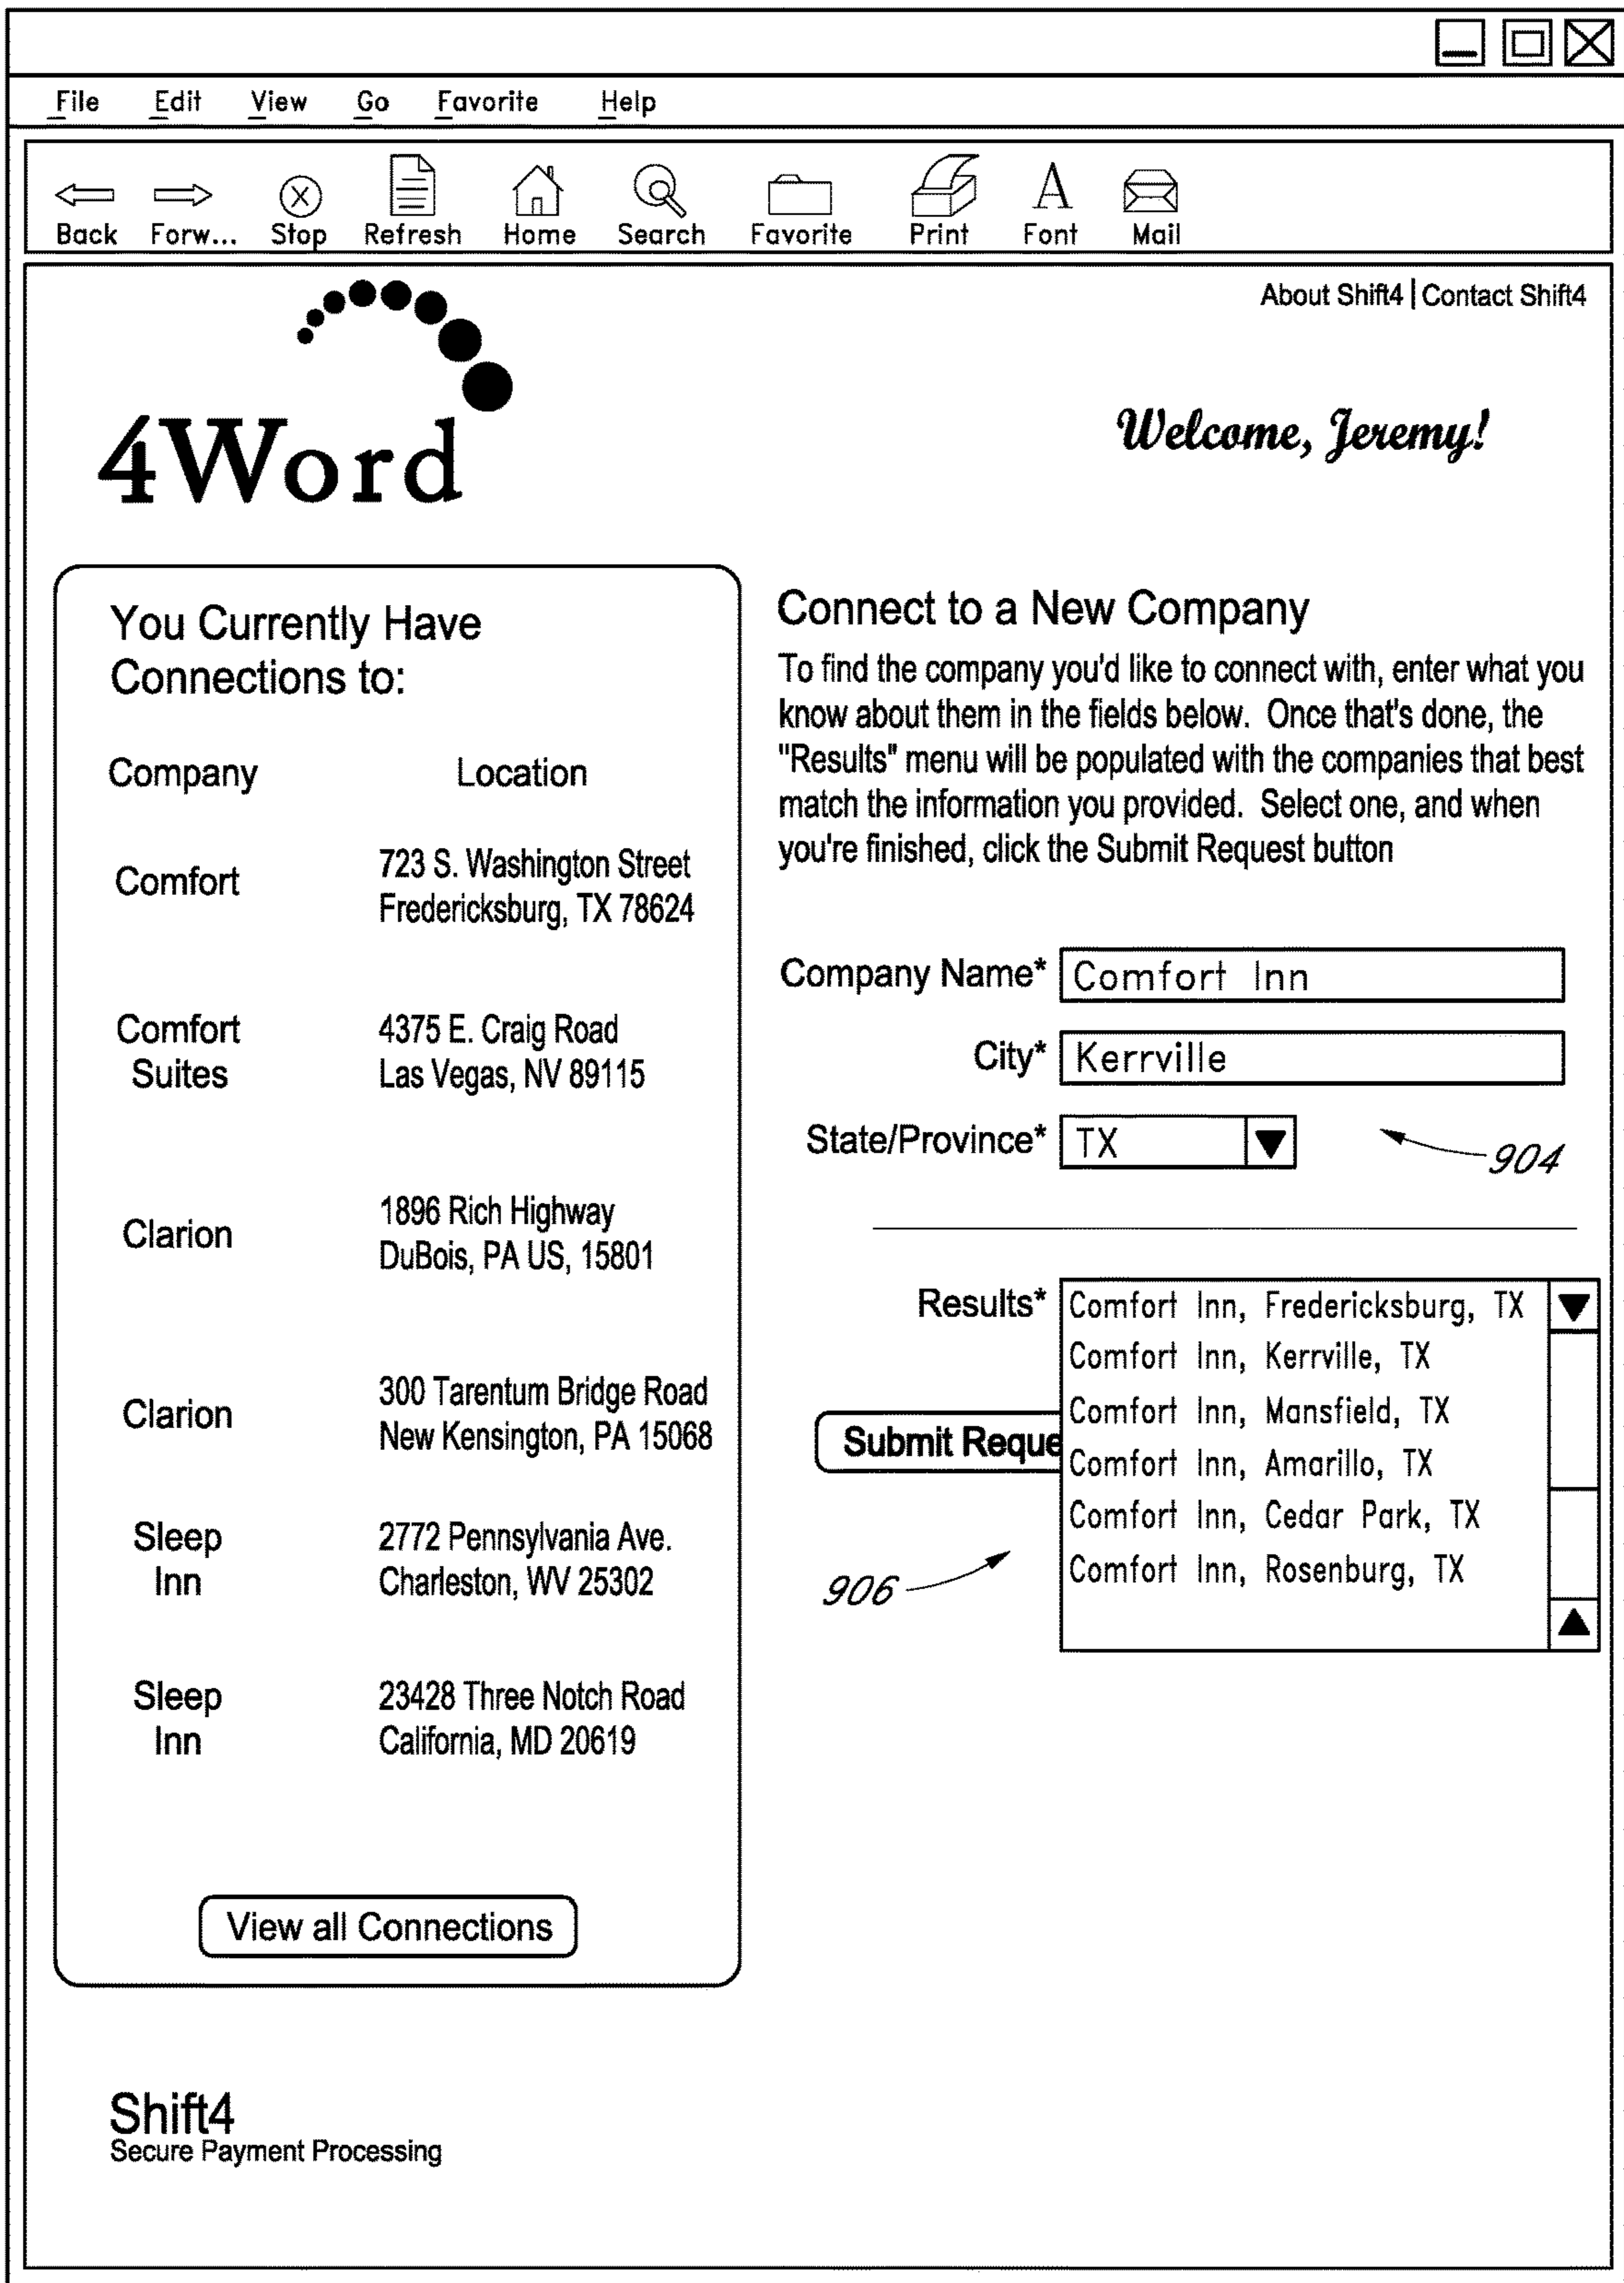 File Edit View Go Favorite Help
Back Forw... Stop Refresh Home Search Favorite Print Font Mail
About Shift4 | Contact Shift4
4Word
Welcome, Jeremy!
You Currently Have
Connections to:
Company Location
Comfort
723 S. Washington Street
Fredericksburg, TX 78624
Comfort
Suites
4375 E. Craig Road
Las Vegas, NV 89115
Clarion
1896 Rich Highway
DuBois, PA US, 15801
Clarion
300 Tarentum Bridge Road
New Kensington, PA 15068
Sleep
Inn
2772 Pennsylvania Ave.
Charleston, WV 25302
Sleep
Inn
23428 Three Notch Road
California, MD 20619
View all Connections
Connect to a New Company
To find the company you'd like to connect with, enter what you
know about them in the fields below. Once that's done, the
"Results" menu will be populated with the companies that best
match the information you provided. Select one, and when
you're finished, click the Submit Request button
Company Name* Comfort Inn
City* Kerrville
State/Province* TX
904
Results* Comfort Inn, Fredericksburg, TX
Comfort Inn, Kerrville, TX
Comfort Inn, Mansfield, TX
Comfort Inn, Amarillo, TX
Comfort Inn, Cedar Park, TX
Comfort Inn, Rosenburg, TX
Submit Reque
906
Shift4
Secure Payment Processing